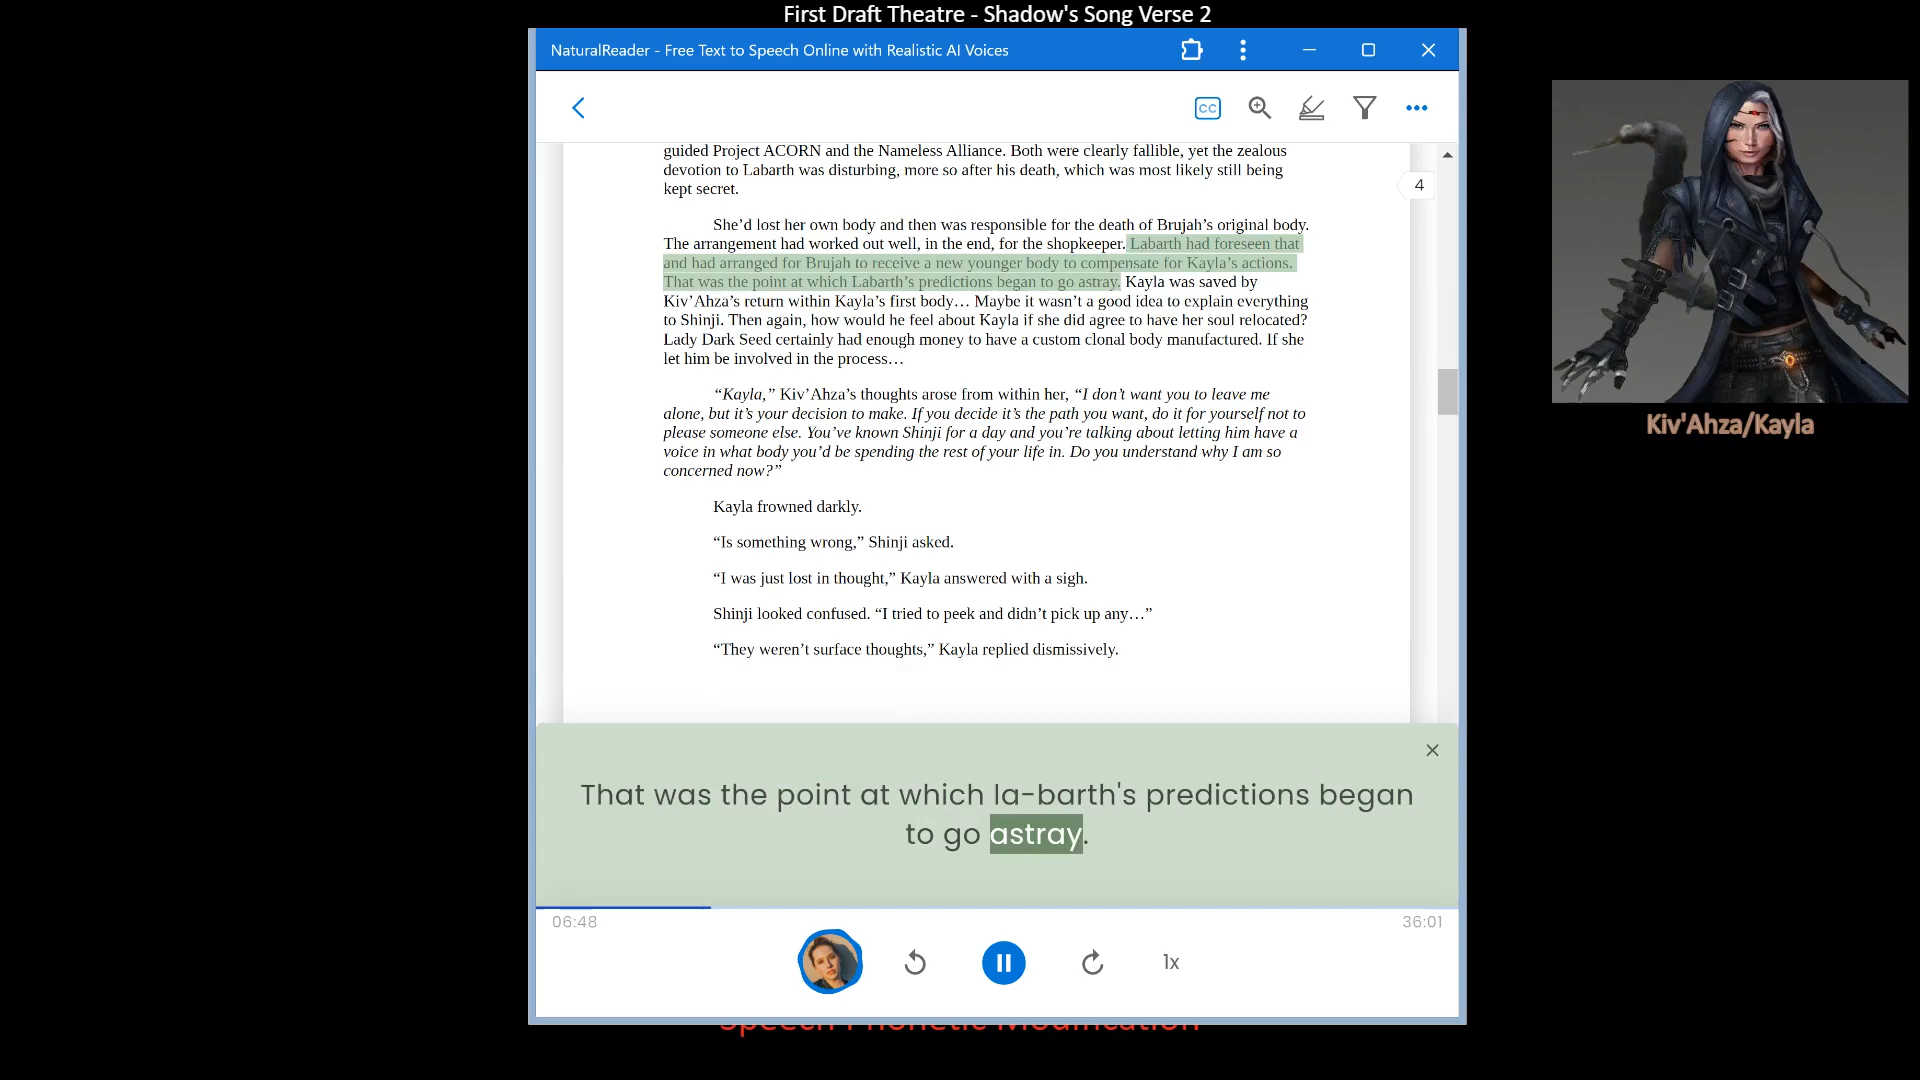 First Draft Theatre - Shadow's Song Verse 2
NaturalReader - Free Text to Speech Online with Realistic AI Voices
CC
guided Project ACORN and the Nameless Alliance. Both were clearly fallible, yet the zealous
devotion to Labarth was disturbing, more so after his death, which was most likely still being
kept secret.
4
She’d lost her own body and then was responsible for the death of Brujah’s original body.
The arrangement had worked out well, in the end, for the shopkeeper. Labarth had foreseen that
and had arranged for Brujah to receive a new younger body to compensate for Kayla’s actions.
That was the point at which Labarth’s predictions began to go astray. Kayla was saved by
Kiv’Ahza’s return within Kayla’s first body… Maybe it wasn’t a good idea to explain everything
to Shinji. Then again, how would he feel about Kayla if she did agree to have her soul relocated?
Lady Dark Seed certainly had enough money to have a custom clonal body manufactured. If she
let him be involved in the process…
“Kayla,” Kiv’Ahza’s thoughts arose from within her, “I don’t want you to leave me
alone, but it’s your decision to make. If you decide it’s the path you want, do it for yourself not to
please someone else. You’ve known Shinji for a day and you’re talking about letting him have a
voice in what body you’d be spending the rest of your life in. Do you understand why I am so
concerned now?”
Kayla frowned darkly.
“Is something wrong,” Shinji asked.
“I was just lost in thought,” Kayla answered with a sigh.
Shinji looked confused. “I tried to peek and didn’t pick up any…”
“They weren’t surface thoughts,” Kayla replied dismissively.
Kiv'Ahza/Kayla
That was the point at which la-barth's predictions began
to go astray.
06:48
36:01
1x
Speech Phonetic Modification